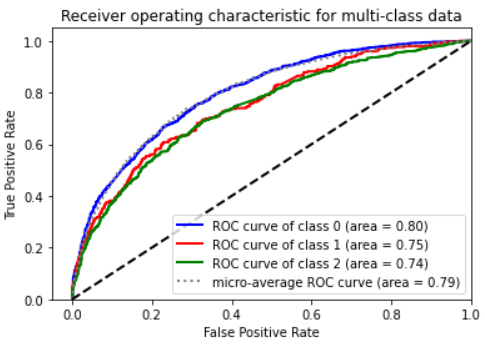 Receiver operating characteristic for multi-class data
True Positive Rate
1.0
0.8
0.6
0.4
0.2
0.0
ROC curve of class 0 (area = 0.80)
ROC curve of class 1 (area = 0.75)
ROC curve of class 2 (area = 0.74)
micro-average ROC curve (area = 0.79)
0.0 0.2 0.4 0.6 0.8 1.0
False Positive Rate